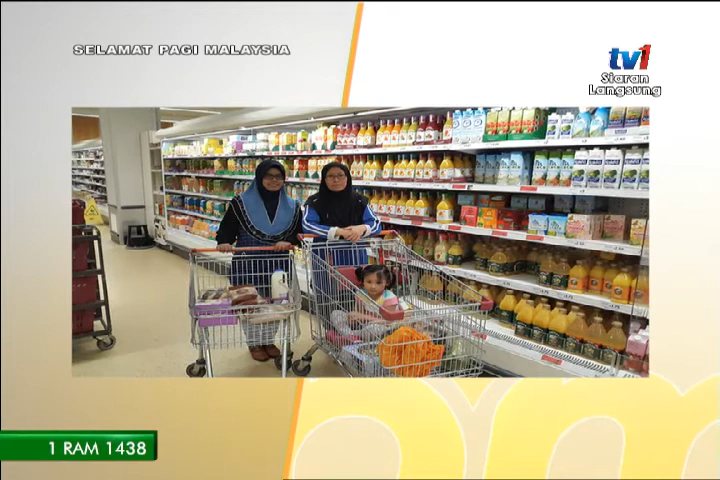 SELAMAT PAGI MALAYSIA
tv1
Siaran
Langsung
1 RAM 1438